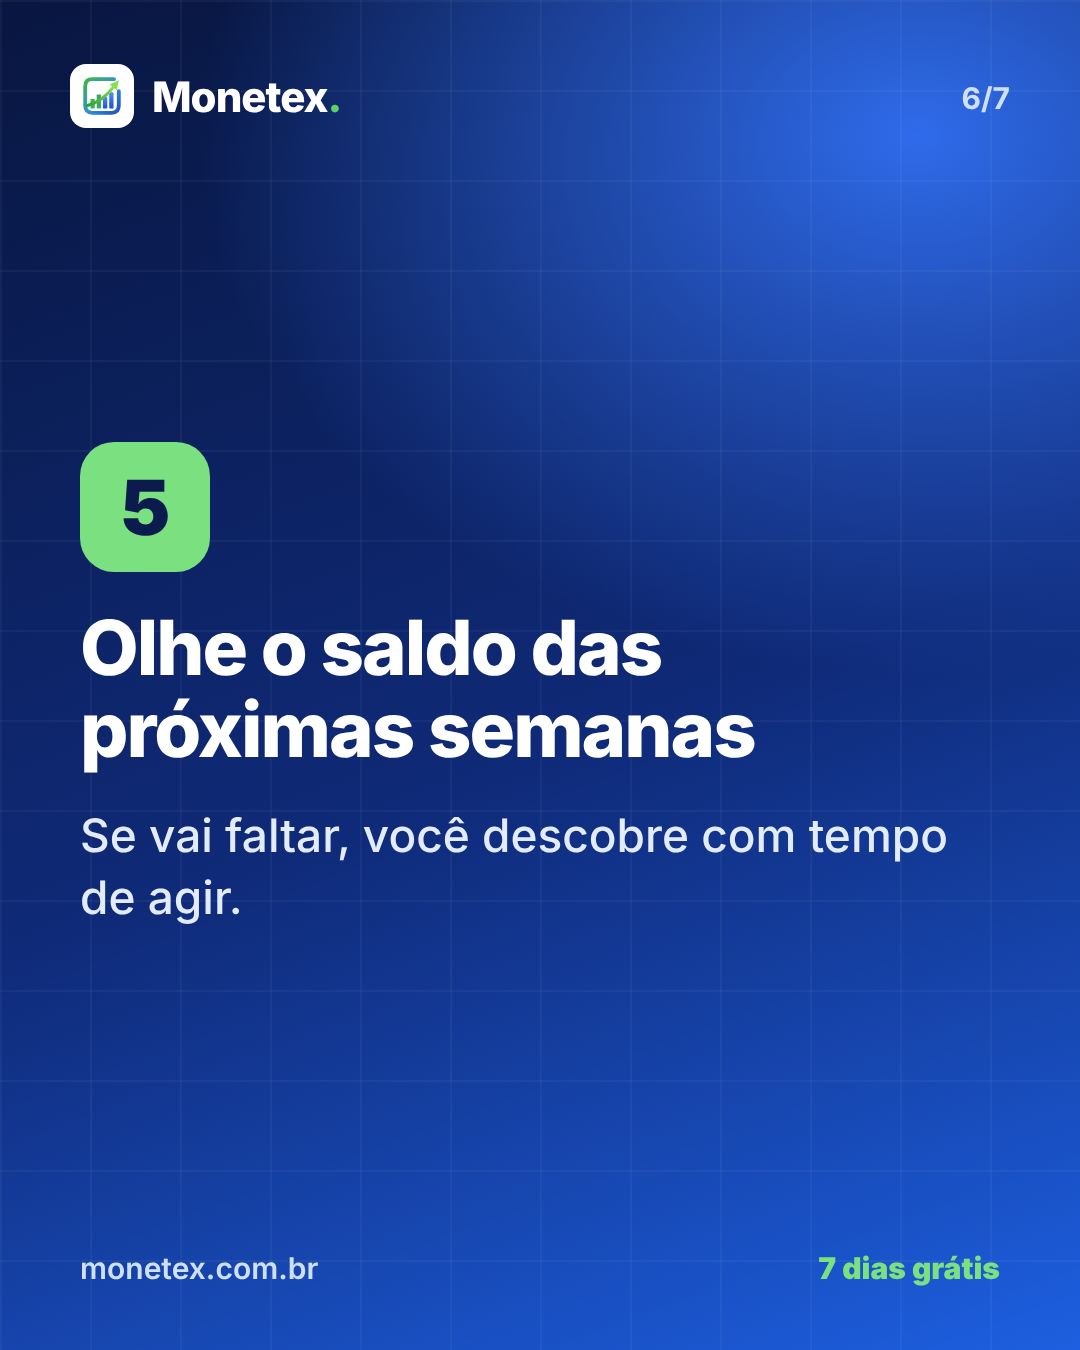 Monetex.
6/7
5
Olhe o saldo das
próximas semanas
Se vai faltar, você descobre com tempo
de agir.
monetex.com.br
7 dias grátis